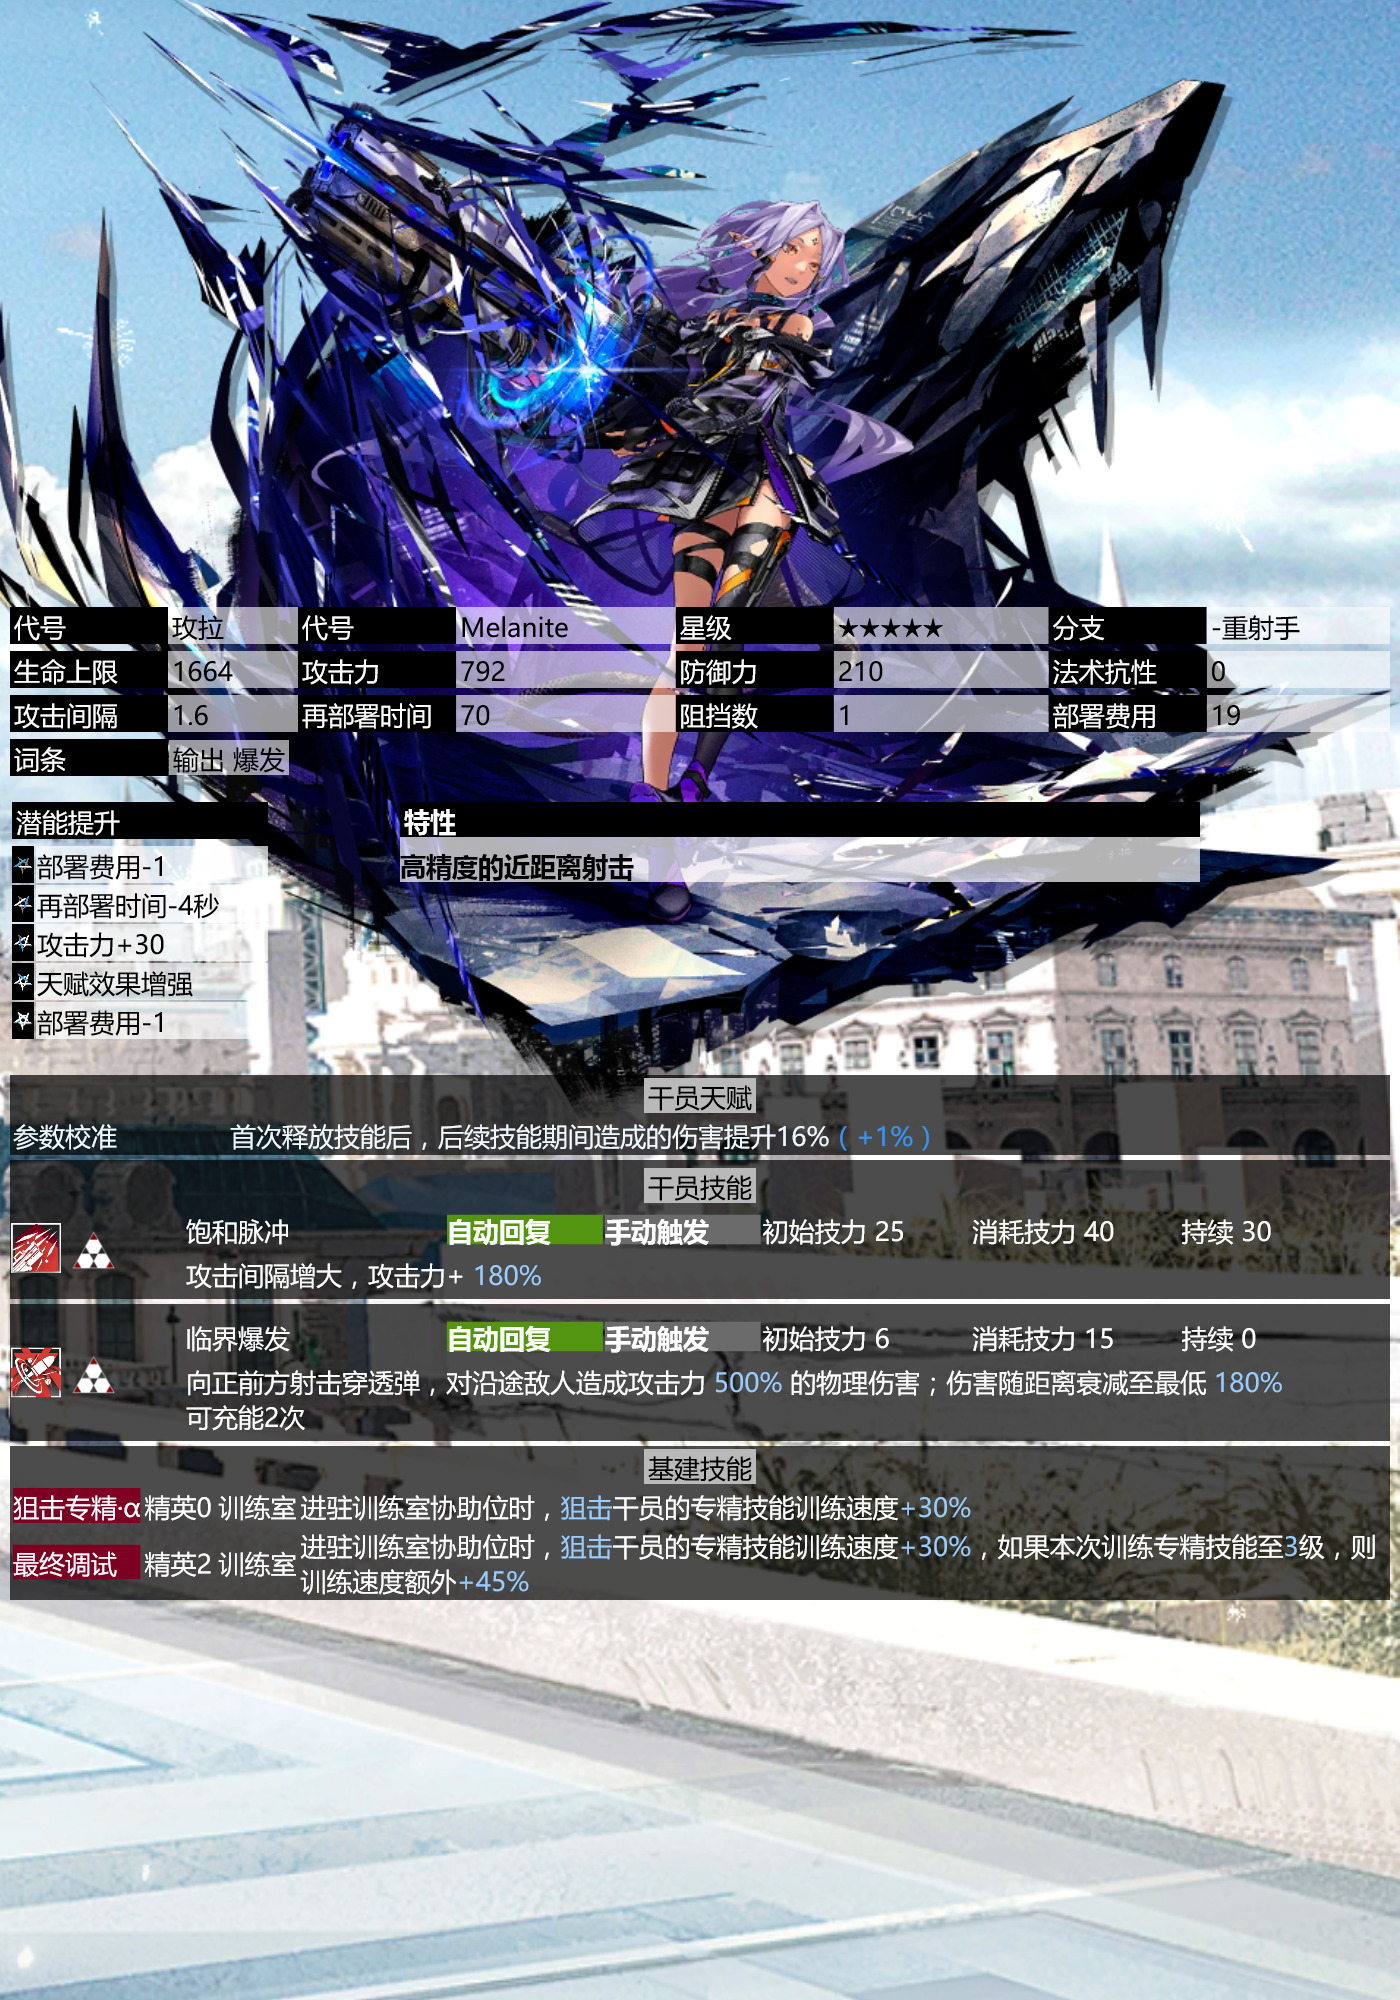 代号 玫拉 代号 Melanite 星级 ★★★★★ 分支 -重射手
生命上限 1664 攻击力 792 防御力 210 法术抗性 0
攻击间隔 1.6 再部署时间 70 阻挡数 1 部署费用 19
词条 输出 爆发
潜能提升
部署费用-1
再部署时间-4秒
攻击力+30
天赋效果增强
部署费用-1
特性
高精度的近距离射击
干员天赋
参数校准 首次释放技能后，后续技能期间造成的伤害提升16%（+1%）
干员技能
饱和脉冲 自动回复 手动触发 初始技力 25 消耗技力 40 持续 30
攻击间隔增大，攻击力+ 180%
临界爆发 自动回复 手动触发 初始技力 6 消耗技力 15 持续 0
向正前方射击穿透弹，对沿途敌人造成攻击力 500% 的物理伤害；伤害随距离衰减至最低 180%
可充能2次
基建技能
狙击专精·α 精英0 训练室 进驻训练室协助位时，狙击干员的专精技能训练速度+30%
最终调试 精英2 训练室 进驻训练室协助位时，狙击干员的专精技能训练速度+30%，如果本次训练专精技能至3级，则
训练速度额外+45%